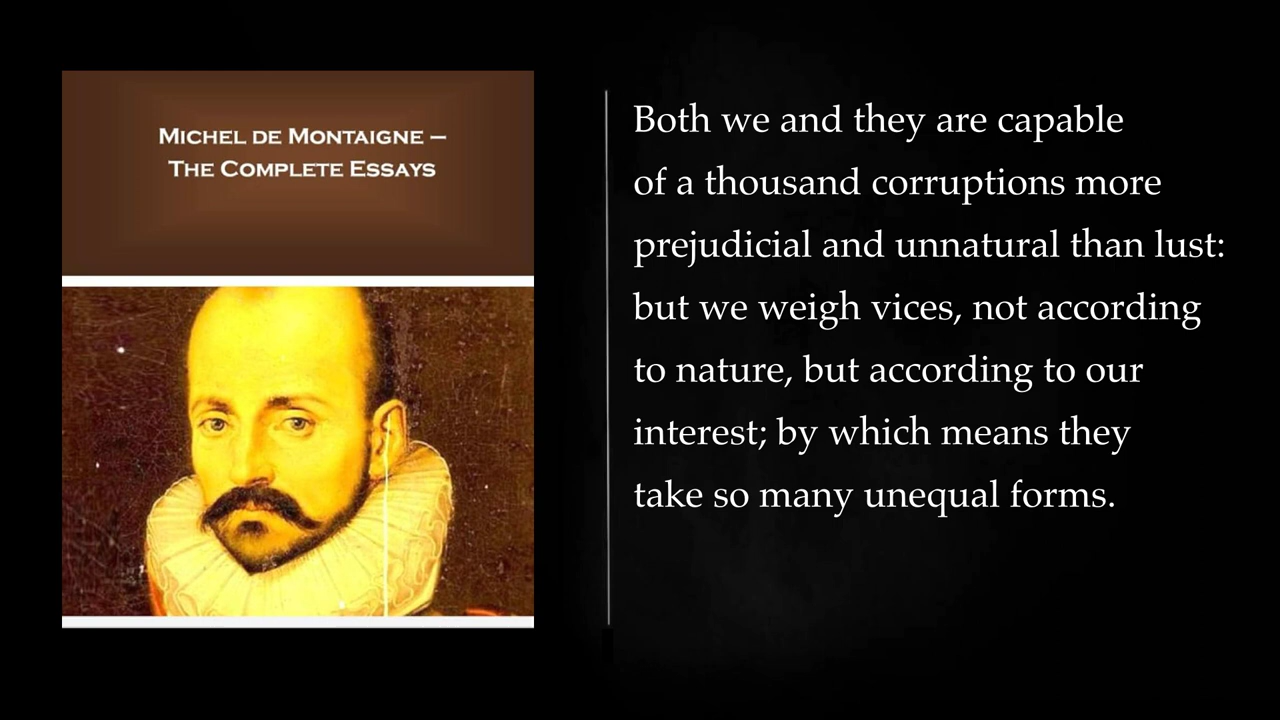 MICHEL DE MONTAIGNE –
THE COMPLETE ESSAYS
Both we and they are capable
of a thousand corruptions more
prejudicial and unnatural than lust:
but we weigh vices, not according
to nature, but according to our
interest; by which means they
take so many unequal forms.